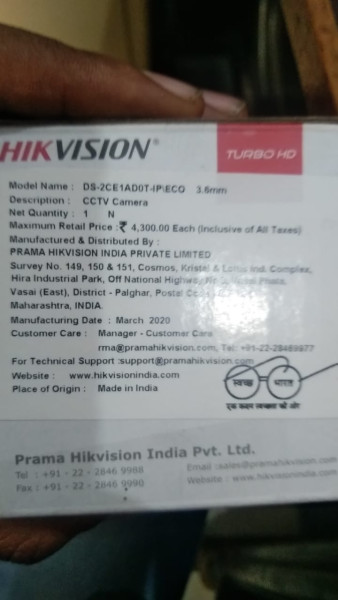 HIKVISION®
TURBO HD
Model Name : DS-2CE1AD0T-IP\ECO 3.6mm
Description : CCTV Camera
Net Quantity : 1 N
Maximum Retail Price : ₹ 4,300.00 Each (Inclusive of All Taxes)
Manufactured & Distributed By :
PRAMA HIKVISION INDIA PRIVATE LIMITED
Survey No. 149, 150 & 151, Cosmos, Kristal & Ind. Complex,
Hira Industrial Park, Off National Highway
Vasai (East), District - Palghar, Postal
Maharashtra, INDIA.
Manufacturing Date : March 2020
Customer Care : Manager - Customer Care
rma@pramahikvision.com, Tel: +91-22-28469977
For Technical Support :support@pramahikvision.com
Website : www.hikvisionindia.com
Place of Origin : Made in India
स्वच्छ भारत
एक कदम स्वच्छता की ओर
Prama Hikvision India Pvt. Ltd.
Tel : +91 - 22 - 2846 9988
Fax : +91 - 22 - 2846 9990
Email :sales@pramahikvision.com
Website : www.hikvisionindia.com